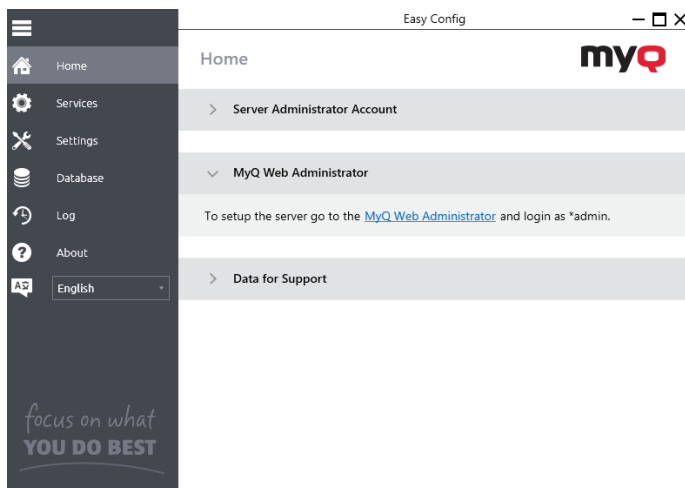 Easy Config
Home
Services
Settings
Database
Log
About
English
focus on what
YOU DO BEST
Home
myQ
Server Administrator Account
MyQ Web Administrator
To setup the server go to the MyQ Web Administrator and login as *admin.
Data for Support